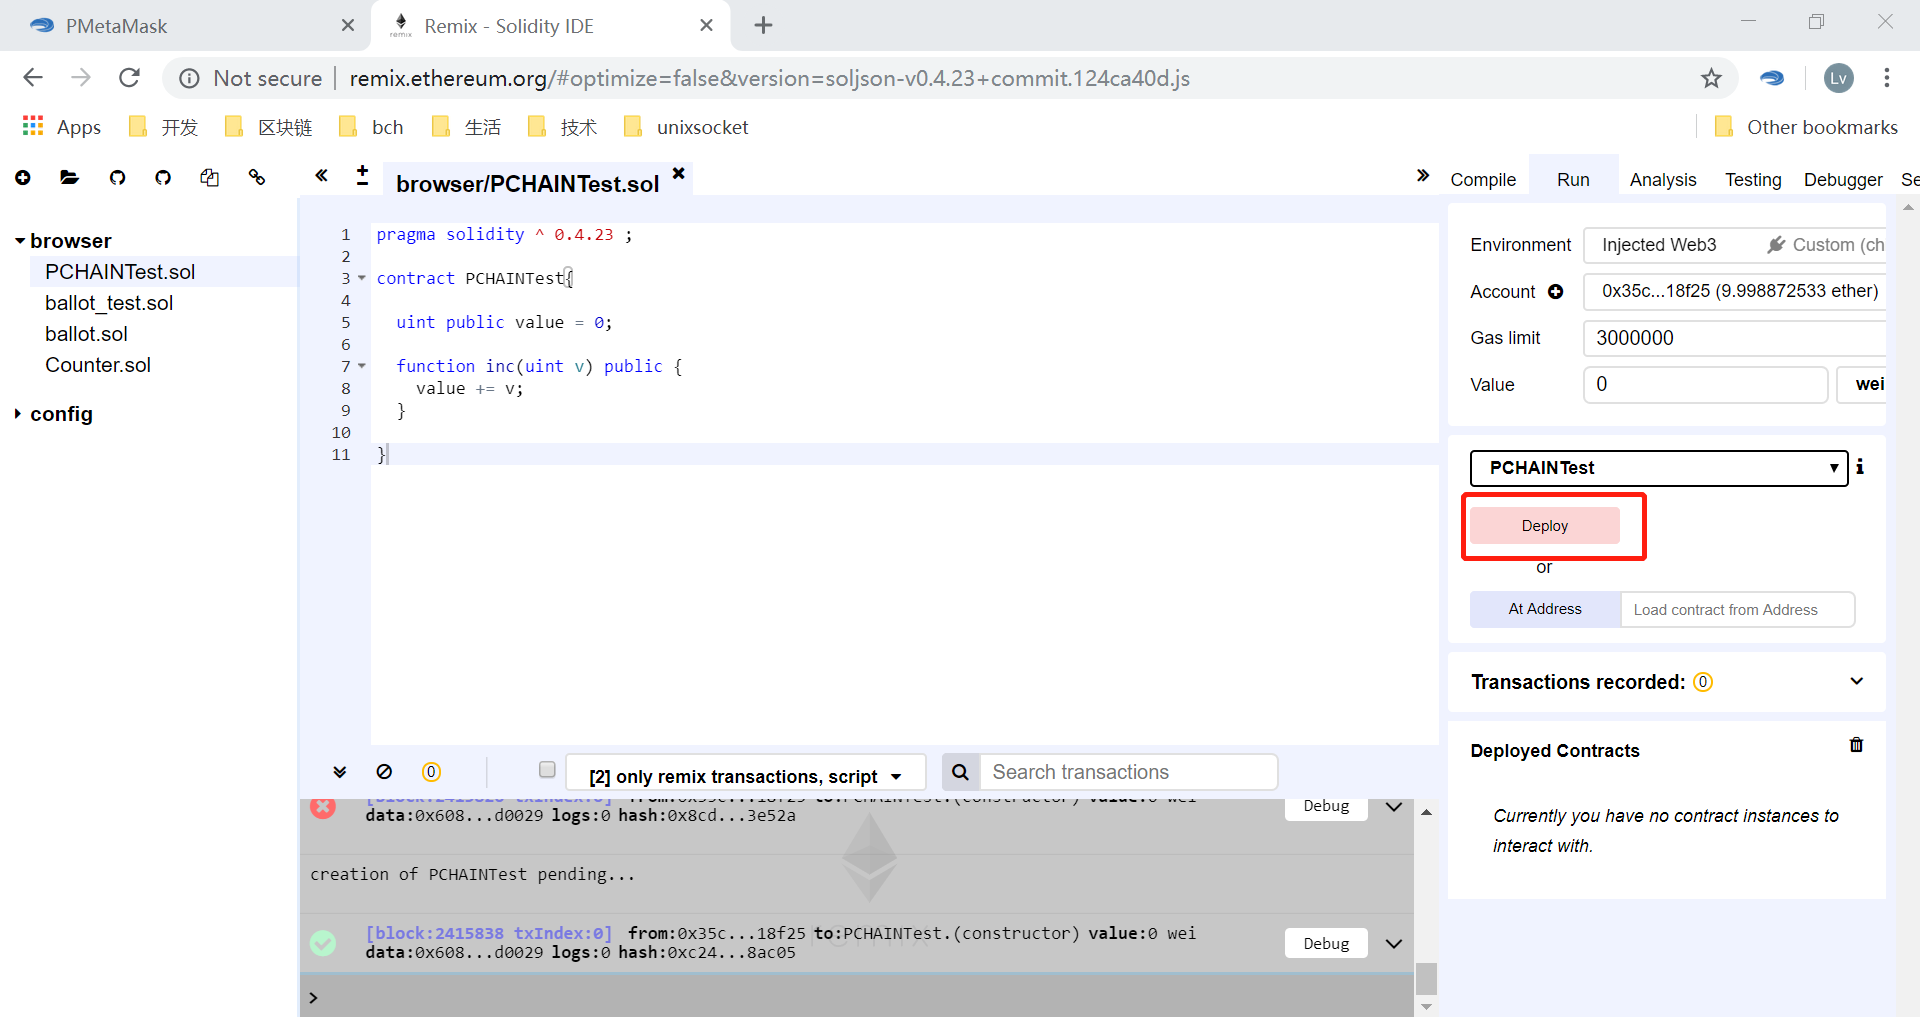 PMetaMask
remix
Remix - Solidity IDE
Not secure
remix.ethereum.org/#optimize=false&version=soljson-v0.4.23+commit.124ca40d.js
Lv
Apps
开发
区块链
bch
生活
技术
unixsocket
Other bookmarks
browser
PCHAINTest.sol
ballot_test.sol
ballot.sol
Counter.sol
config
browser/PCHAINTest.sol
1 pragma solidity ^ 0.4.23 ;
2
3 contract PCHAINTest{
4
5 uint public value = 0;
6
7 function inc(uint v) public {
8 value += v;
9 }
10
11 }
0
[2] only remix transactions, script
Search transactions
[block:2415828 txIndex:0] from:0x35c...18f25 to:PCHAINTest.(constructor) value:0 wei
data:0x608...d0029 logs:0 hash:0x8cd...3e52a
Debug
creation of PCHAINTest pending...
[block:2415838 txIndex:0] from:0x35c...18f25 to:PCHAINTest.(constructor) value:0 wei
data:0x608...d0029 logs:0 hash:0xc24...8ac05
Debug
>
Compile
Run
Analysis
Testing
Debugger
Se
Environment
Injected Web3
Custom (ch
Account
0x35c...18f25 (9.998872533 ether)
Gas limit
3000000
Value
0
wei
PCHAINTest
Deploy
or
At Address
Load contract from Address
Transactions recorded: 0
Deployed Contracts
Currently you have no contract instances to
interact with.